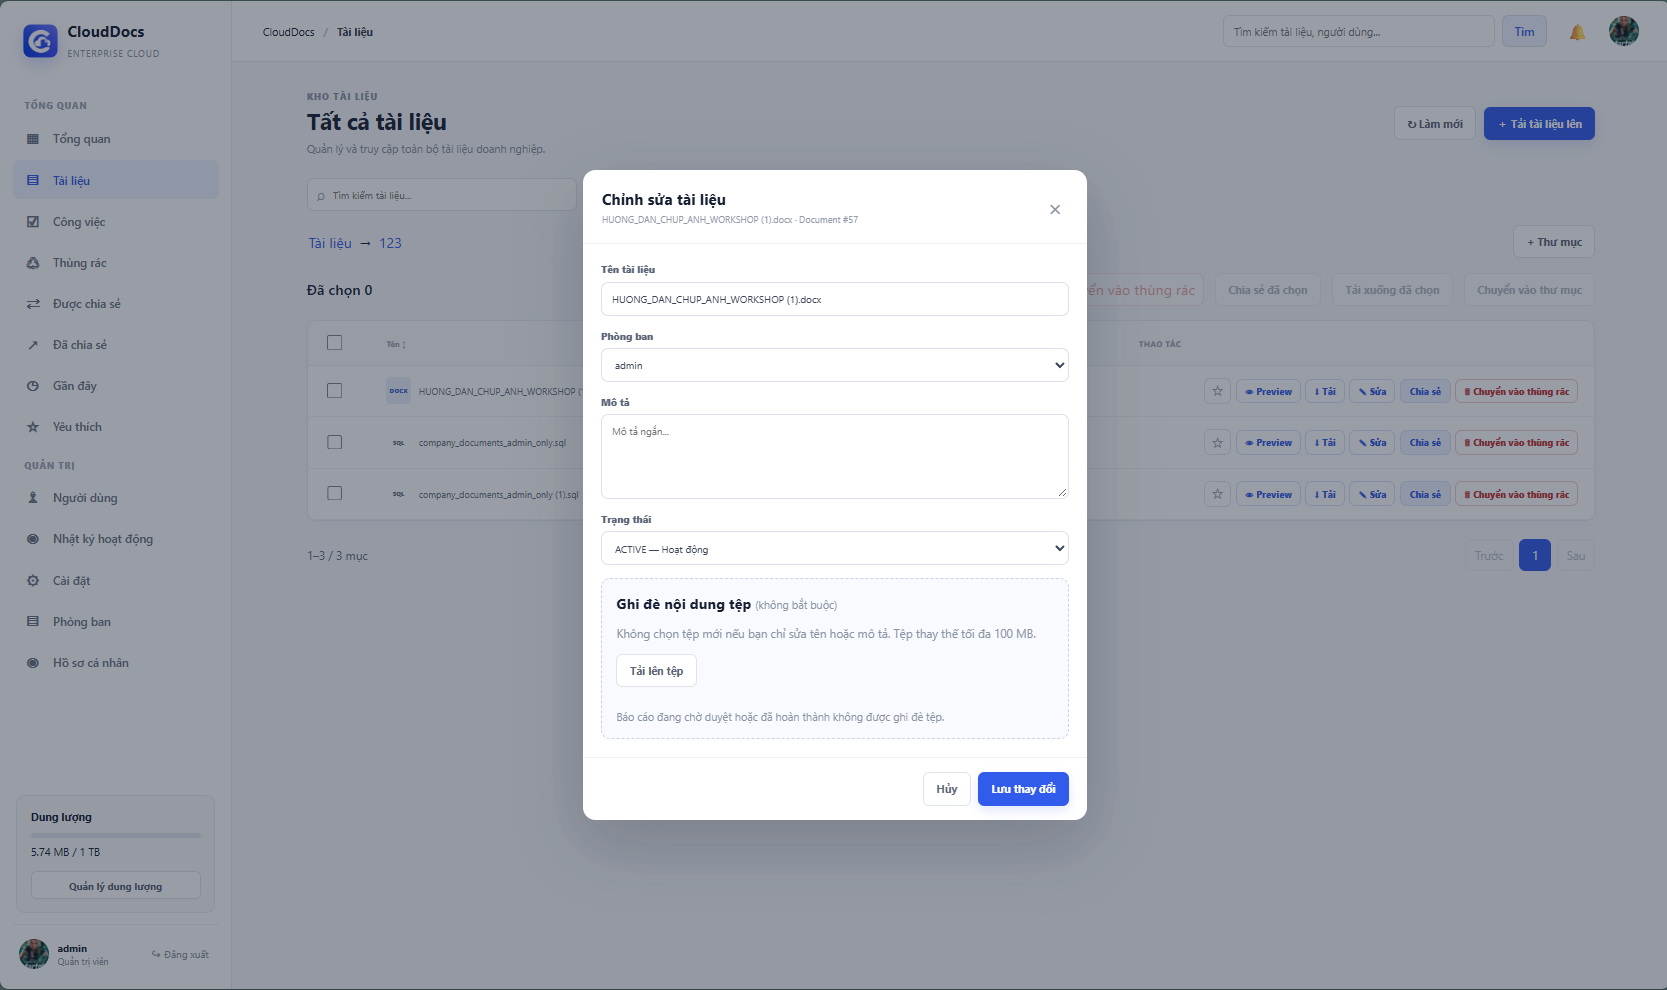 CloudDocs
ENTERPRISE CLOUD
CloudDocs / Tài liệu
Tìm kiếm tài liệu, người dùng...
Tìm
TỔNG QUAN
Tổng quan
Tài liệu
Công việc
Thùng rác
Được chia sẻ
Đã chia sẻ
Gần đây
Yêu thích
QUẢN TRỊ
Người dùng
Nhật ký hoạt động
Cài đặt
Phòng ban
Hồ sơ cá nhân
Dung lượng
5.74 MB / 1 TB
Quản lý dung lượng
admin
Quản trị viên
Đăng xuất
KHO TÀI LIỆU
Tất cả tài liệu
Quản lý và truy cập toàn bộ tài liệu doanh nghiệp.
↻ Làm mới
+ Tải tài liệu lên
Tìm kiếm tài liệu...
Tài liệu → 123
+ Thư mục
Đã chọn 0
vào thùng rác
Chia sẻ đã chọn
Tải xuống đã chọn
Chuyển vào thư mục
Tên
THAO TÁC
DOCX HUONG_DAN_CHUP_ANH_WORKSHOP (
☆ Preview Tải Sửa Chia sẻ Chuyển vào thùng rác
SQL company_documents_admin_only.sql
☆ Preview Tải Sửa Chia sẻ Chuyển vào thùng rác
SQL company_documents_admin_only (1).sql
☆ Preview Tải Sửa Chia sẻ Chuyển vào thùng rác
1–3 / 3 mục
Trước 1 Sau
Chỉnh sửa tài liệu
HUONG_DAN_CHUP_ANH_WORKSHOP (1).docx · Document #57
Tên tài liệu
HUONG_DAN_CHUP_ANH_WORKSHOP (1).docx
Phòng ban
admin
Mô tả
Mô tả ngắn...
Trạng thái
ACTIVE — Hoạt động
Ghi đè nội dung tệp (không bắt buộc)
Không chọn tệp mới nếu bạn chỉ sửa tên hoặc mô tả. Tệp thay thế tối đa 100 MB.
Tải lên tệp
Báo cáo đang chờ duyệt hoặc đã hoàn thành không được ghi đè tệp.
Hủy
Lưu thay đổi